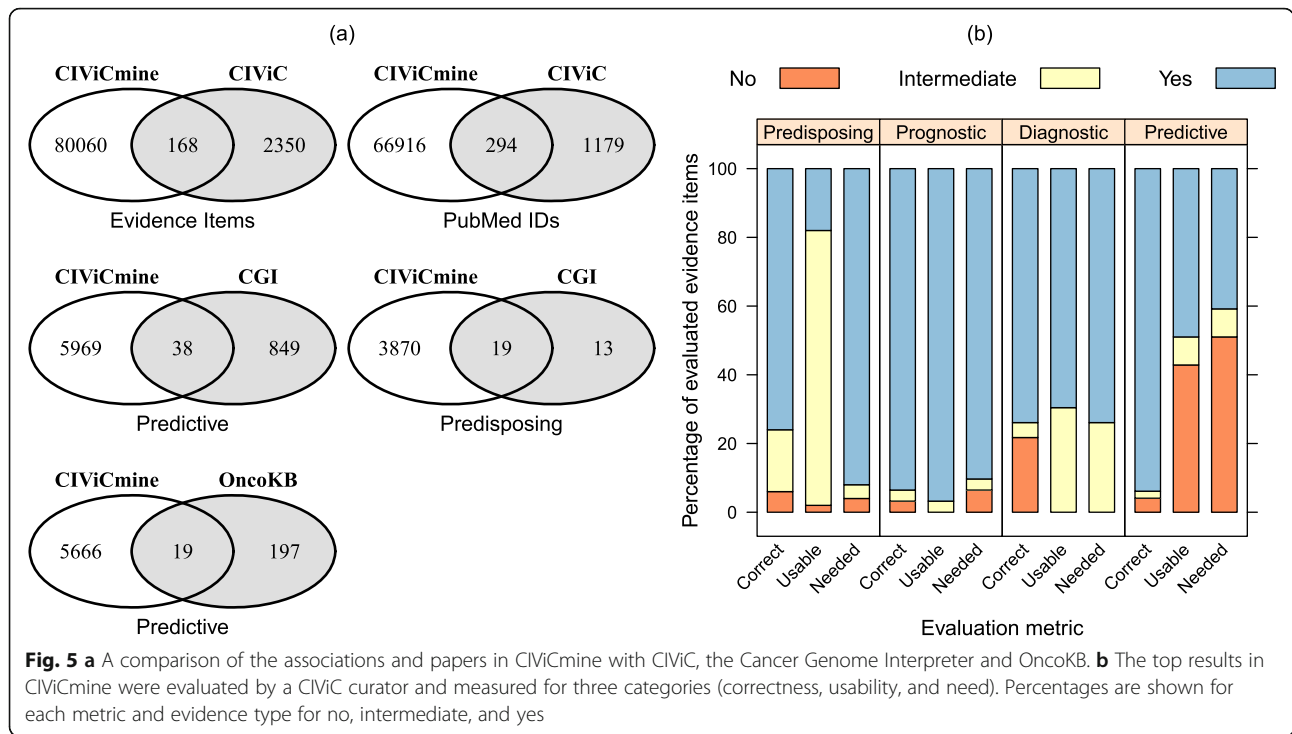 (a)
CIViCmine CIViC
80060 168 2350
Evidence Items
CIViCmine CIViC
66916 294 1179
PubMed IDs
CIViCmine CGI
5969 38 849
Predictive
CIViCmine CGI
3870 19 13
Predisposing
CIViCmine OncoKB
5666 19 197
Predictive
(b)
No Intermediate Yes
Predisposing Prognostic Diagnostic Predictive
Percentage of evaluated evidence items
100
80
60
40
20
0
Correct Usable Needed Correct Usable Needed Correct Usable Needed Correct Usable Needed
Evaluation metric
Fig. 5 a A comparison of the associations and papers in CIViCmine with CIViC, the Cancer Genome Interpreter and OncoKB. b The top results in
CIViCmine were evaluated by a CIViC curator and measured for three categories (correctness, usability, and need). Percentages are shown for
each metric and evidence type for no, intermediate, and yes